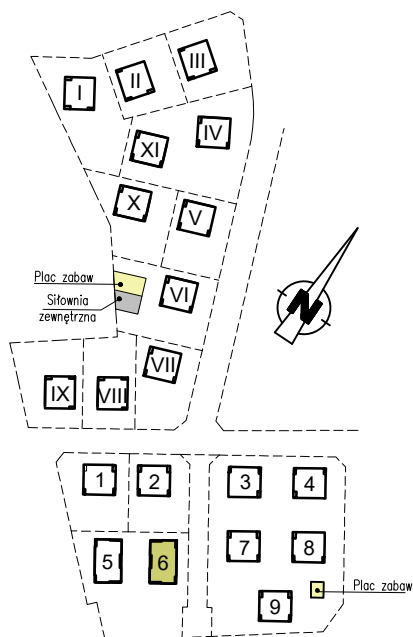 III
II
I
IV
XI
X
V
Plac zabaw
Siłownia
zewnętrzna
VI
N
VII
IX
VIII
1
2
3
4
5
6
7
8
Plac zabaw
9